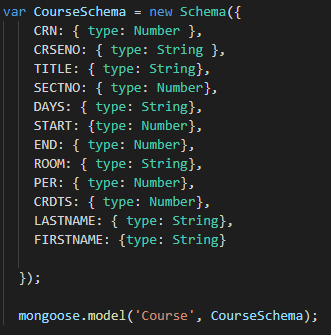 var CourseSchema = new Schema({
CRN: { type: Number },
CRSENO: { type: String },
TITLE: { type: String},
SECTNO: { type: Number},
DAYS: { type: String},
START: {type: Number},
END: { type: Number},
ROOM: { type: String},
PER: { type: Number},
CRDTS: { type: Number},
LASTNAME: { type: String},
FIRSTNAME: {type: String}
});
mongoose.model('Course', CourseSchema);